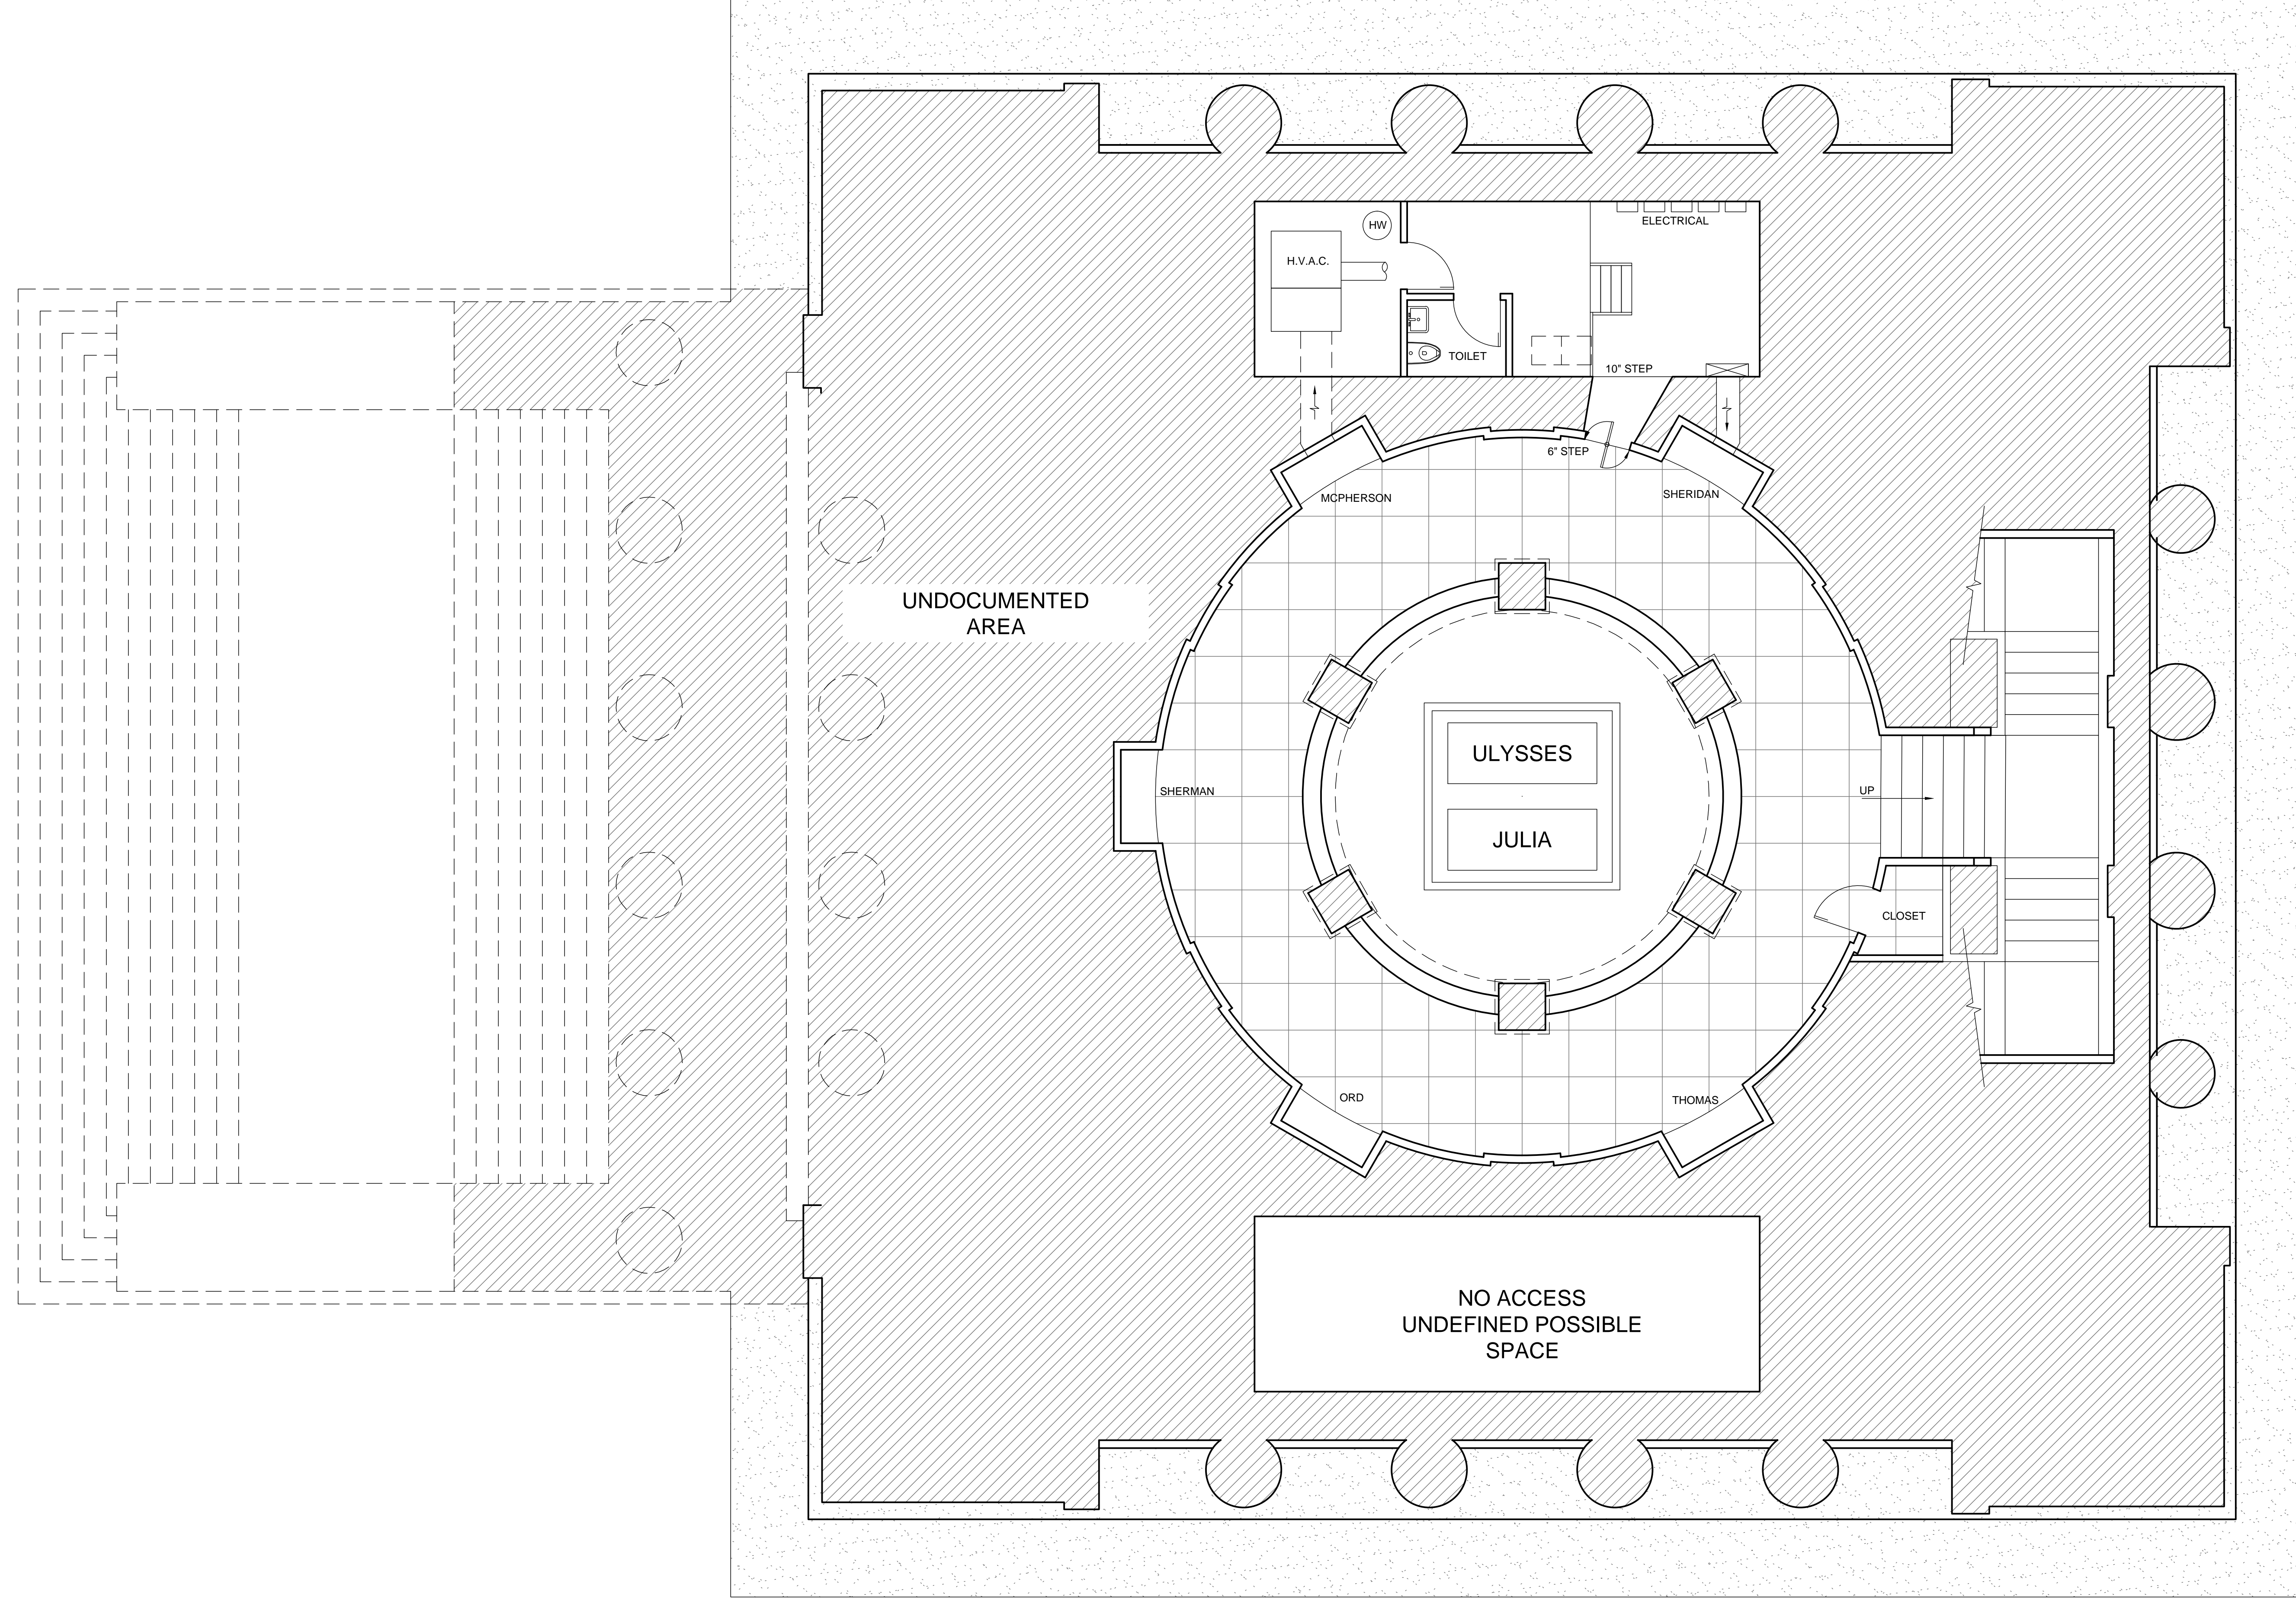 ELECTRICAL
HW
H.V.A.C.
TOILET
10" STEP
6" STEP
MCPHERSON
SHERIDAN
UNDOCUMENTED
AREA
ULYSSES
SHERMAN
UP
JULIA
CLOSET
ORD
THOMAS
NO ACCESS
UNDEFINED POSSIBLE
SPACE